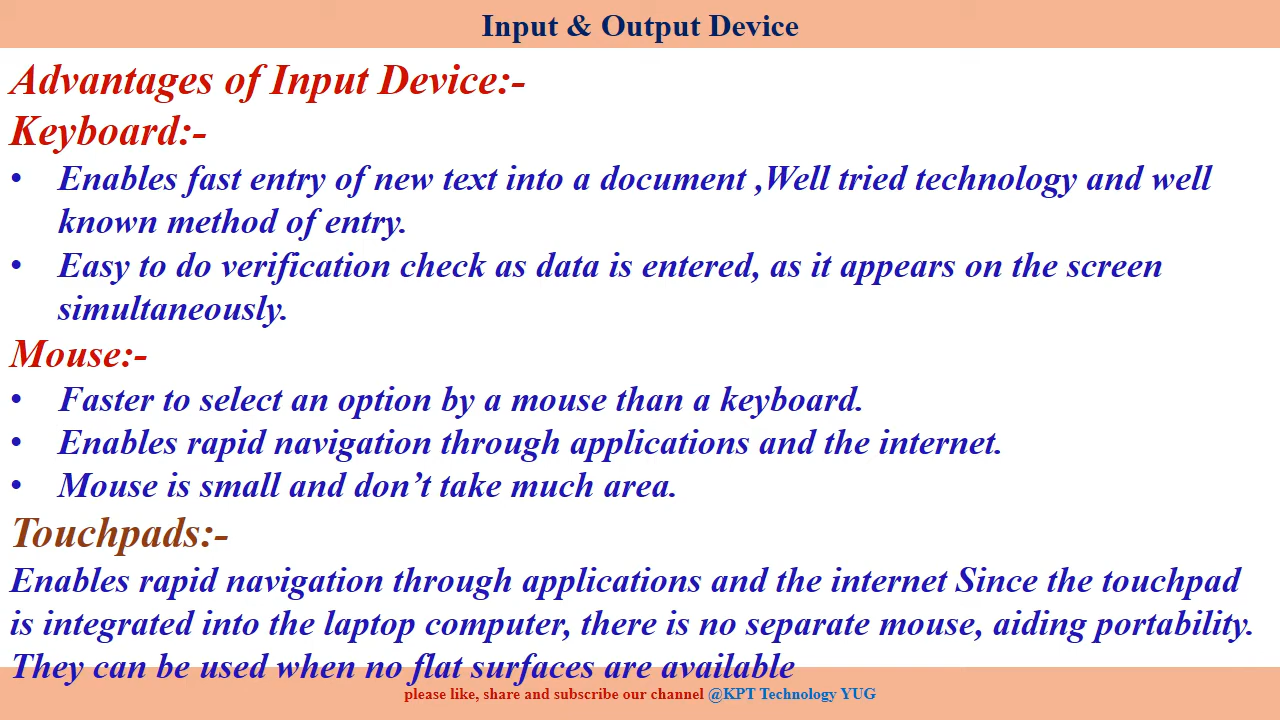 Input & Output Device
Advantages of Input Device:-
Keyboard:-
• Enables fast entry of new text into a document ,Well tried technology and well
known method of entry.
• Easy to do verification check as data is entered, as it appears on the screen
simultaneously.
Mouse:-
• Faster to select an option by a mouse than a keyboard.
• Enables rapid navigation through applications and the internet.
• Mouse is small and don’t take much area.
Touchpads:-
Enables rapid navigation through applications and the internet Since the touchpad
is integrated into the laptop computer, there is no separate mouse, aiding portability.
They can be used when no flat surfaces are available
please like, share and subscribe our channel @KPT Technology YUG